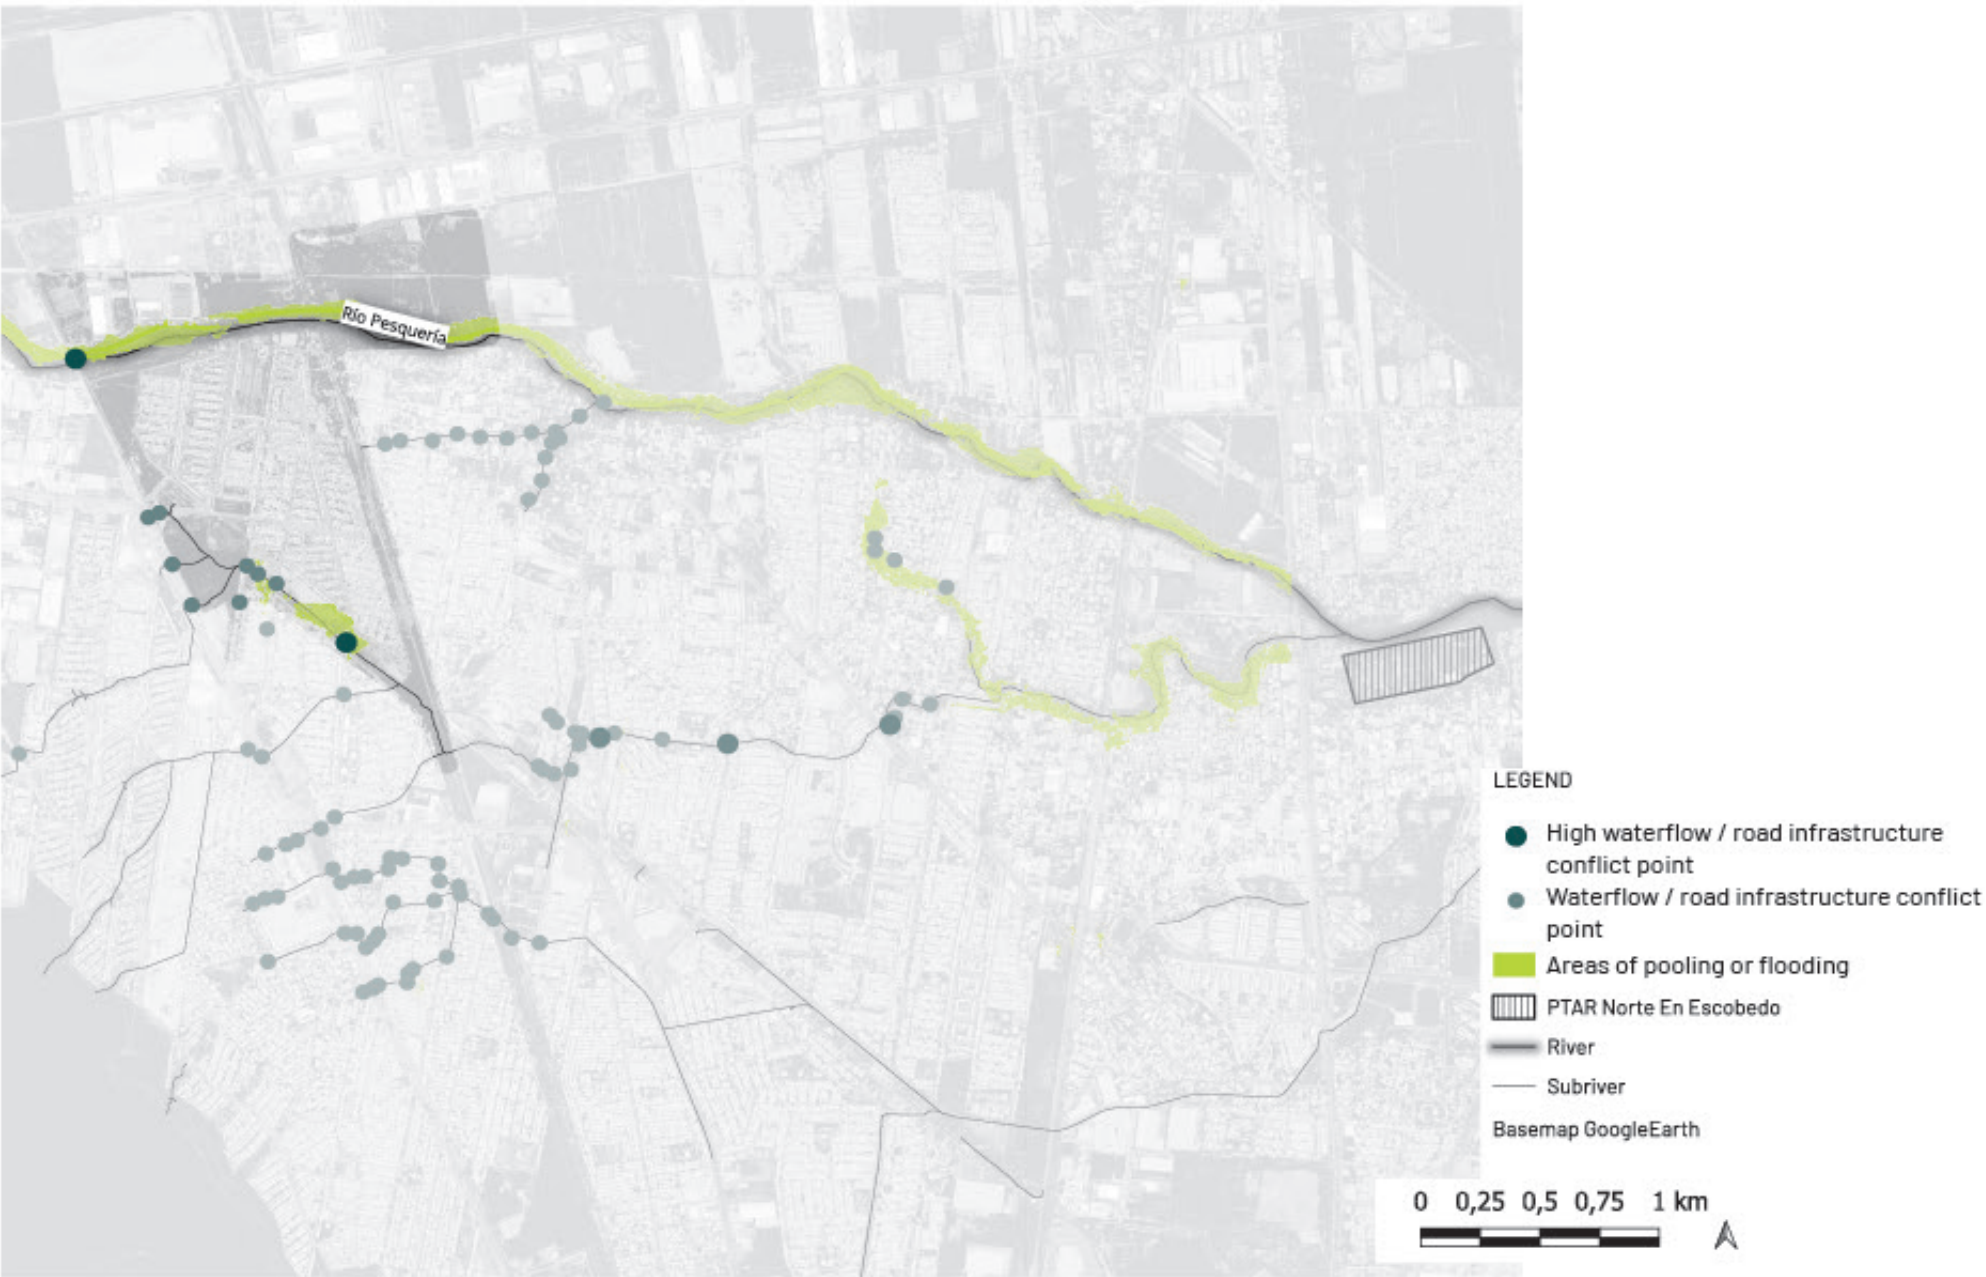 Río Pesquería
LEGEND
High waterflow / road infrastructure
conflict point
Waterflow / road infrastructure conflict
point
Areas of pooling or flooding
PTAR Norte En Escobedo
River
Subriver
Basemap GoogleEarth
0 0,25 0,5 0,75 1 km